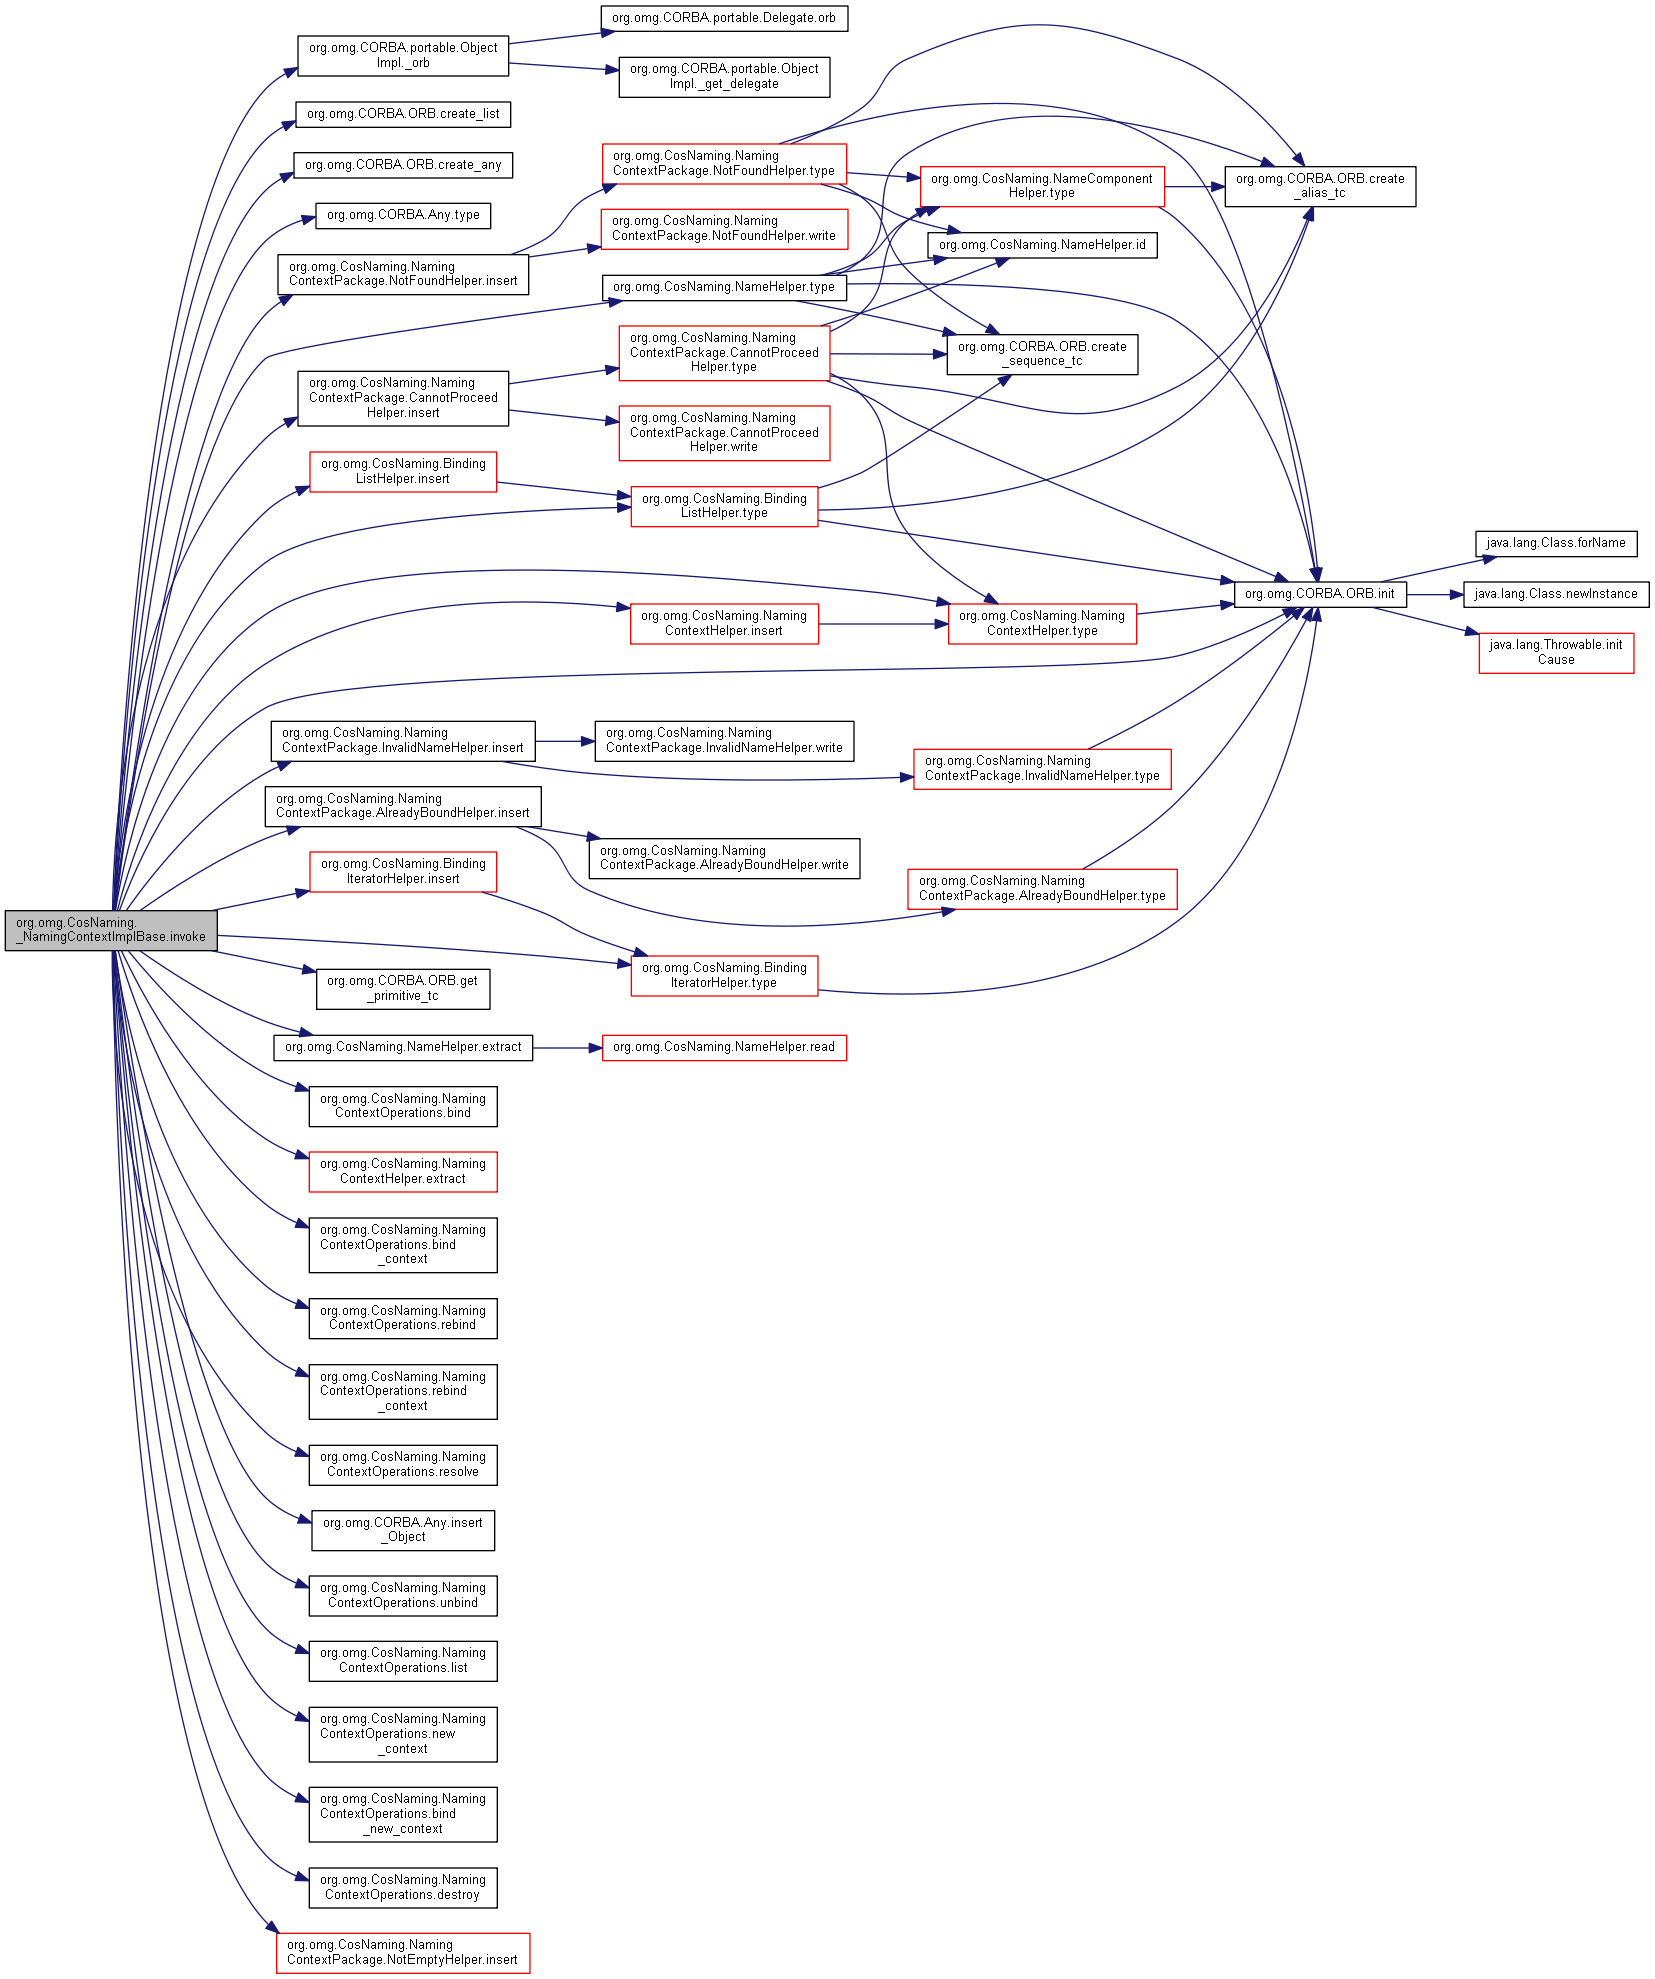 org.omg.CORBA.portable.Delegate.orb
org.omg.CORBA.portable.Object
Impl._orb
org.omg.CORBA.portable.Object
Impl._get_delegate
org.omg.CORBA.ORB.create_list
org.omg.CORBA.ORB.create_any
org.omg.CosNaming.Naming
ContextPackage.NotFoundHelper.type
org.omg.CosNaming.NameComponent
Helper.type
org.omg.CORBA.ORB.create
_alias_tc
org.omg.CORBA.Any.type
org.omg.CosNaming.Naming
ContextPackage.NotFoundHelper.write
org.omg.CosNaming.NameHelper.id
org.omg.CosNaming.Naming
ContextPackage.NotFoundHelper.insert
org.omg.CosNaming.NameHelper.type
org.omg.CosNaming.Naming
ContextPackage.CannotProceed
Helper.type
org.omg.CORBA.ORB.create
_sequence_tc
org.omg.CosNaming.Naming
ContextPackage.CannotProceed
Helper.insert
org.omg.CosNaming.Naming
ContextPackage.CannotProceed
Helper.write
org.omg.CosNaming.Binding
ListHelper.insert
org.omg.CosNaming.Binding
ListHelper.type
java.lang.Class.forName
org.omg.CORBA.ORB.init
java.lang.Class.newInstance
org.omg.CosNaming.Naming
ContextHelper.insert
org.omg.CosNaming.Naming
ContextHelper.type
java.lang.Throwable.init
Cause
org.omg.CosNaming.Naming
ContextPackage.InvalidNameHelper.insert
org.omg.CosNaming.Naming
ContextPackage.InvalidNameHelper.write
org.omg.CosNaming.Naming
ContextPackage.InvalidNameHelper.type
org.omg.CosNaming.Naming
ContextPackage.AlreadyBoundHelper.insert
org.omg.CosNaming.Naming
ContextPackage.AlreadyBoundHelper.write
org.omg.CosNaming.Binding
IteratorHelper.insert
org.omg.CosNaming.Naming
ContextPackage.AlreadyBoundHelper.type
org.omg.CosNaming.
_NamingContextImplBase.invoke
org.omg.CosNaming.Binding
IteratorHelper.type
org.omg.CORBA.ORB.get
_primitive_tc
org.omg.CosNaming.NameHelper.extract
org.omg.CosNaming.NameHelper.read
org.omg.CosNaming.Naming
ContextOperations.bind
org.omg.CosNaming.Naming
ContextHelper.extract
org.omg.CosNaming.Naming
ContextOperations.bind
_context
org.omg.CosNaming.Naming
ContextOperations.rebind
org.omg.CosNaming.Naming
ContextOperations.rebind
_context
org.omg.CosNaming.Naming
ContextOperations.resolve
org.omg.CORBA.Any.insert
_Object
org.omg.CosNaming.Naming
ContextOperations.unbind
org.omg.CosNaming.Naming
ContextOperations.list
org.omg.CosNaming.Naming
ContextOperations.new
_context
org.omg.CosNaming.Naming
ContextOperations.bind
_new_context
org.omg.CosNaming.Naming
ContextOperations.destroy
org.omg.CosNaming.Naming
ContextPackage.NotEmptyHelper.insert